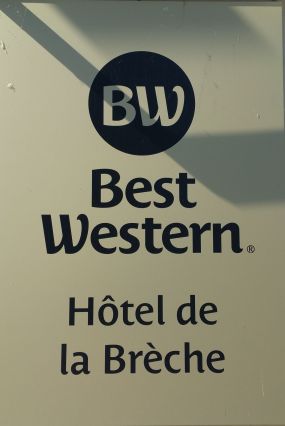 BW
Best
Western®
Hôtel de
la Brèche